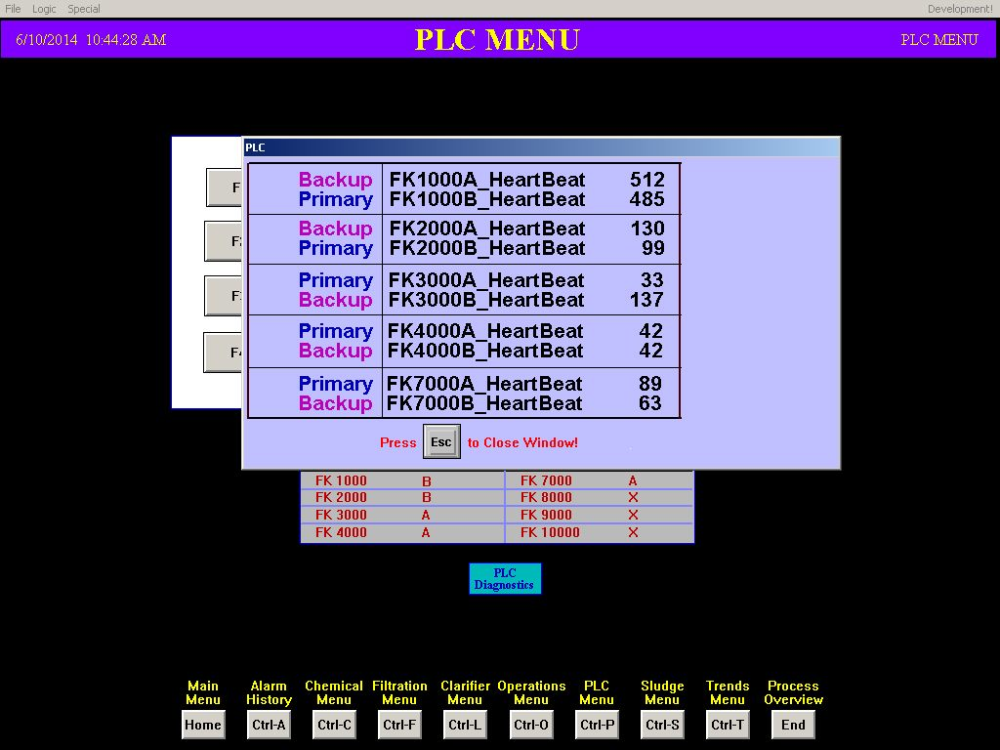 File Logic Special Development!
6/10/2014 10:44:28 AM PLC MENU PLC MENU
PLC
Backup FK1000A_HeartBeat 512
Primary FK1000B_HeartBeat 485
Backup FK2000A_HeartBeat 130
Primary FK2000B_HeartBeat 99
Primary FK3000A_HeartBeat 33
Backup FK3000B_HeartBeat 137
Primary FK4000A_HeartBeat 42
Backup FK4000B_HeartBeat 42
Primary FK7000A_HeartBeat 89
Backup FK7000B_HeartBeat 63
Press Esc to Close Window!
FK 1000 B FK 7000 A
FK 2000 B FK 8000 X
FK 3000 A FK 9000 X
FK 4000 A FK 10000 X
PLC
Diagnostics
Main Alarm Chemical Filtration Clarifier Operations PLC Sludge Trends Process
Menu History Menu Menu Menu Menu Menu Menu Menu Overview
Home Ctrl-A Ctrl-C Ctrl-F Ctrl-L Ctrl-O Ctrl-P Ctrl-S Ctrl-T End